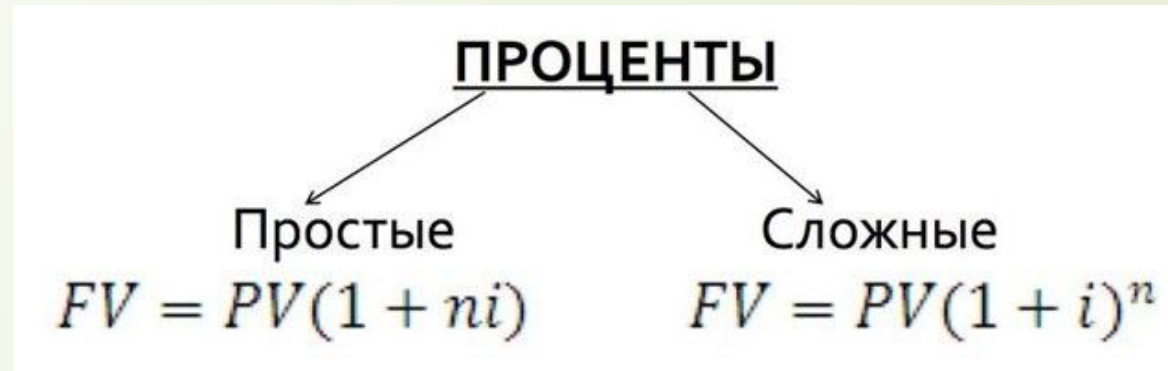 ПРОЦЕНТЫ
Простые
Сложные
FV = PV(1 + ni)
FV = PV(1 + i)ⁿ